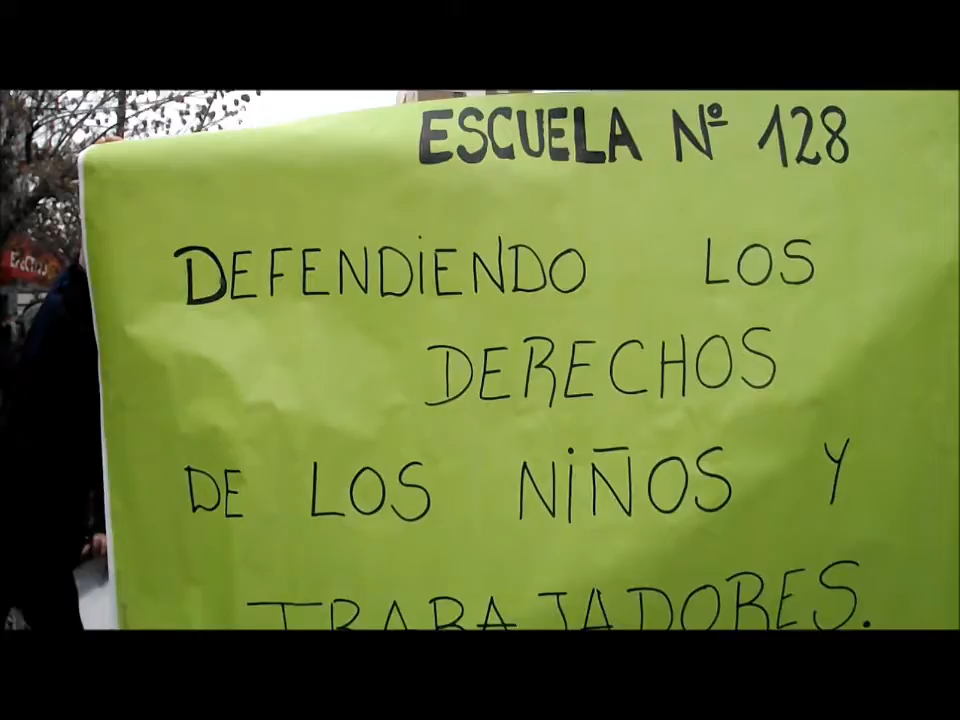 ESCUELA Nº 128
DEFENDIENDO LOS
DERECHOS
DE LOS NIÑOS Y
TRABAJADORES.